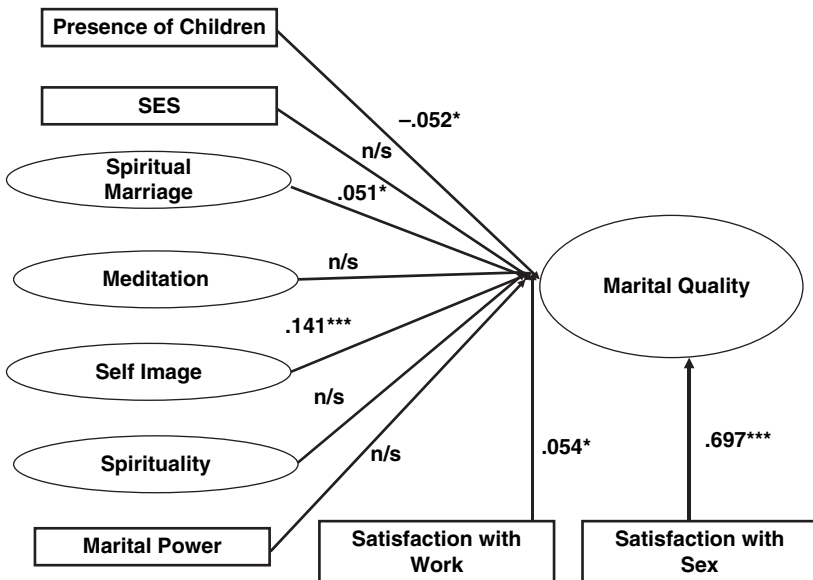 Presence of Children
SES
–.052*
n/s
Spiritual
Marriage
.051*
Meditation
n/s
Marital Quality
.141***
Self Image
n/s
Spirituality
n/s
.054*
.697***
Marital Power
Satisfaction with
Work
Satisfaction with
Sex